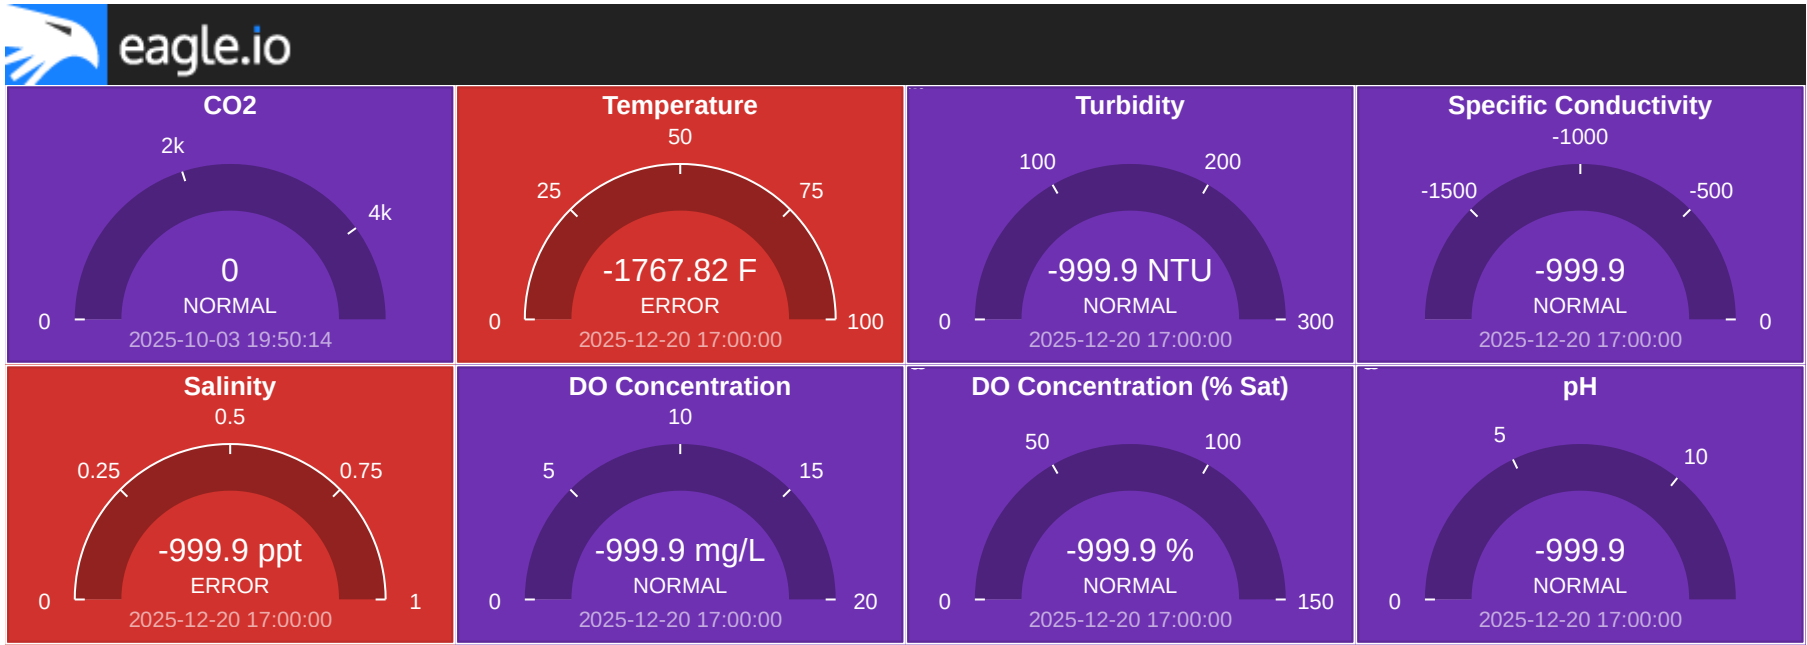 eagle.io
CO2
2k
4k
0
NORMAL
0
2025-10-03 19:50:14
Temperature
50
25
75
-1767.82 F
ERROR
0
100
2025-12-20 17:00:00
Turbidity
100
200
-999.9 NTU
NORMAL
0
300
2025-12-20 17:00:00
Specific Conductivity
-1000
-1500
-500
-999.9
NORMAL
0
2025-12-20 17:00:00
Salinity
0.5
0.25
0.75
-999.9 ppt
ERROR
0
1
2025-12-20 17:00:00
DO Concentration
10
5
15
-999.9 mg/L
NORMAL
0
20
2025-12-20 17:00:00
DO Concentration (% Sat)
50
100
-999.9 %
NORMAL
0
150
2025-12-20 17:00:00
pH
5
10
-999.9
NORMAL
0
2025-12-20 17:00:00